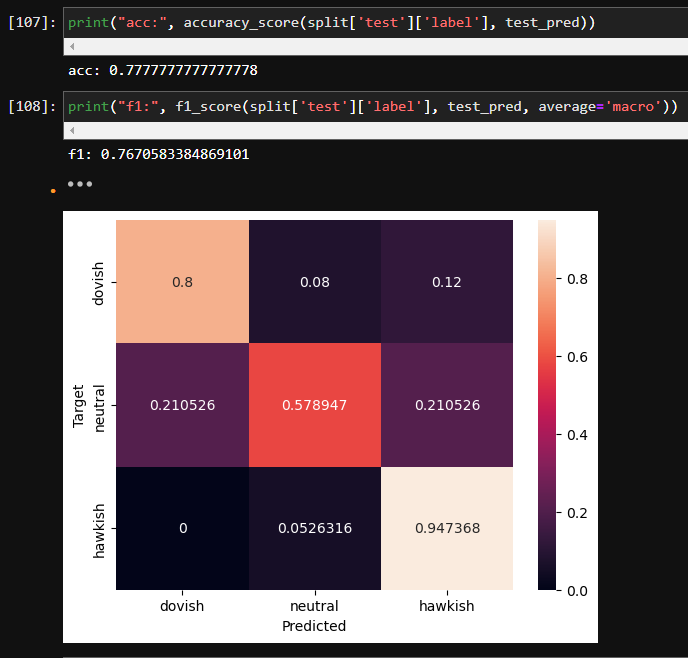 [107]: print("acc:", accuracy_score(split['test']['label'], test_pred))
acc: 0.7777777777777778
[108]: print("f1:", f1_score(split['test']['label'], test_pred, average='macro'))
f1: 0.7670583384869101
•••
dovish 0.8 0.08 0.12 0.8
0.6
Target
neutral 0.210526 0.578947 0.210526
0.4
hawkish 0 0.0526316 0.947368 0.2
0.0
dovish neutral hawkish
Predicted